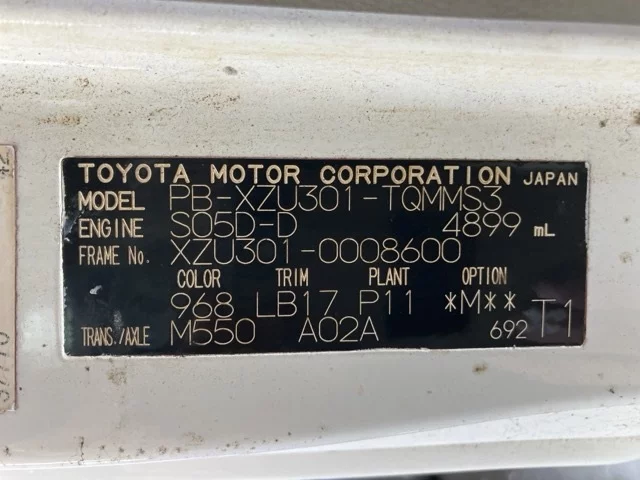 TOYOTA MOTOR CORPORATION JAPAN
MODEL PB-XZU301-TQMMS3
ENGINE S05D-D 4899 mL
FRAME No. XZU301-0008600
COLOR TRIM PLANT OPTION
968 LB17 P11 *M**
TRANS./AXLE M550 A02A 692 T1